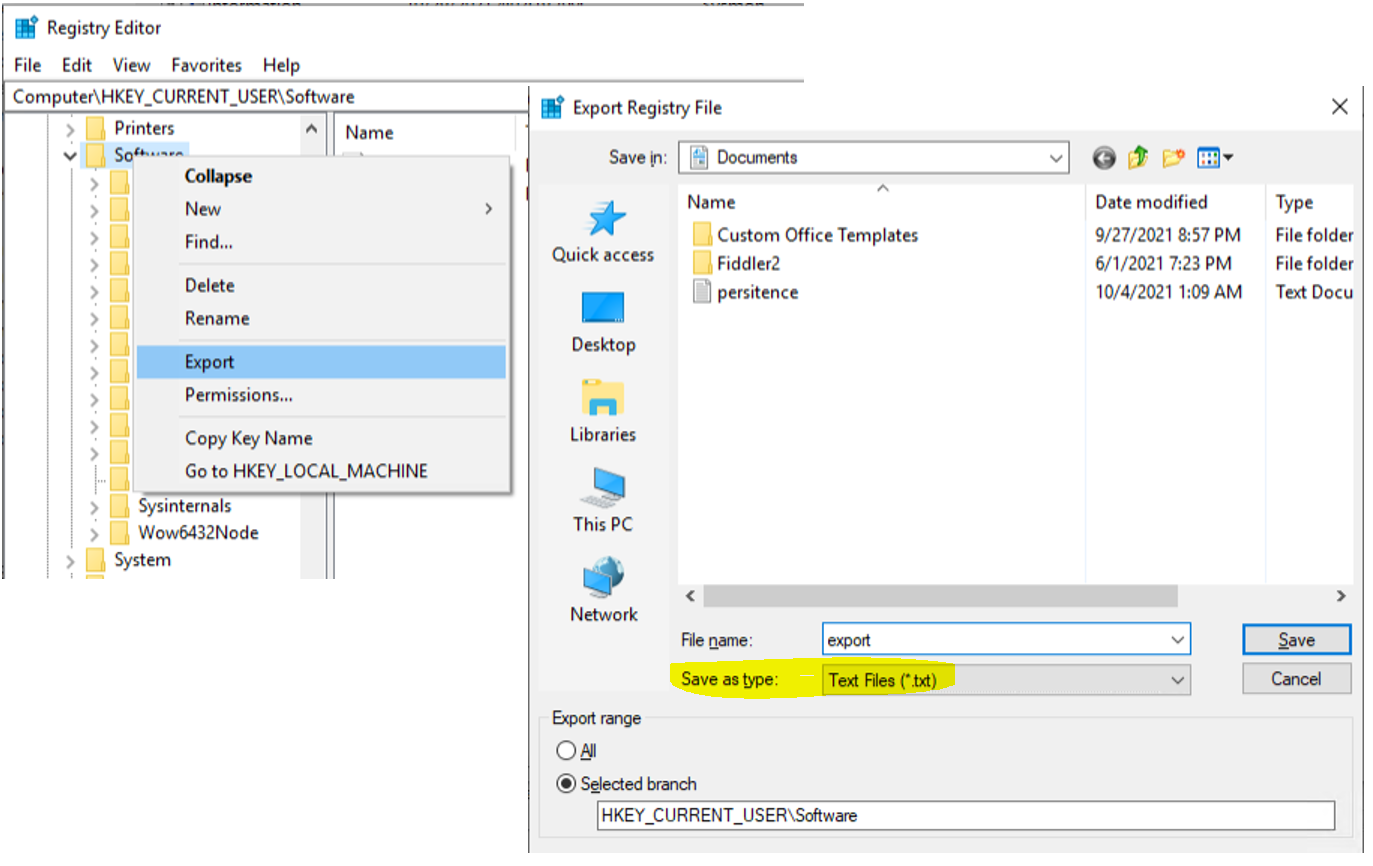 Registry Editor
File Edit View Favorites Help
Computer\HKEY_CURRENT_USER\Software
Printers
Software
Name
Collapse
New
Find...
Delete
Rename
Export
Permissions...
Copy Key Name
Go to HKEY_LOCAL_MACHINE
Sysinternals
Wow6432Node
System
Export Registry File
Save in: Documents
Name Date modified Type
Custom Office Templates 9/27/2021 8:57 PM File folder
Fiddler2 6/1/2021 7:23 PM File folder
persitence 10/4/2021 1:09 AM Text Docu
Quick access
Desktop
Libraries
This PC
Network
File name: export Save
Save as type: Text Files (*.txt) Cancel
Export range
All
Selected branch
HKEY_CURRENT_USER\Software